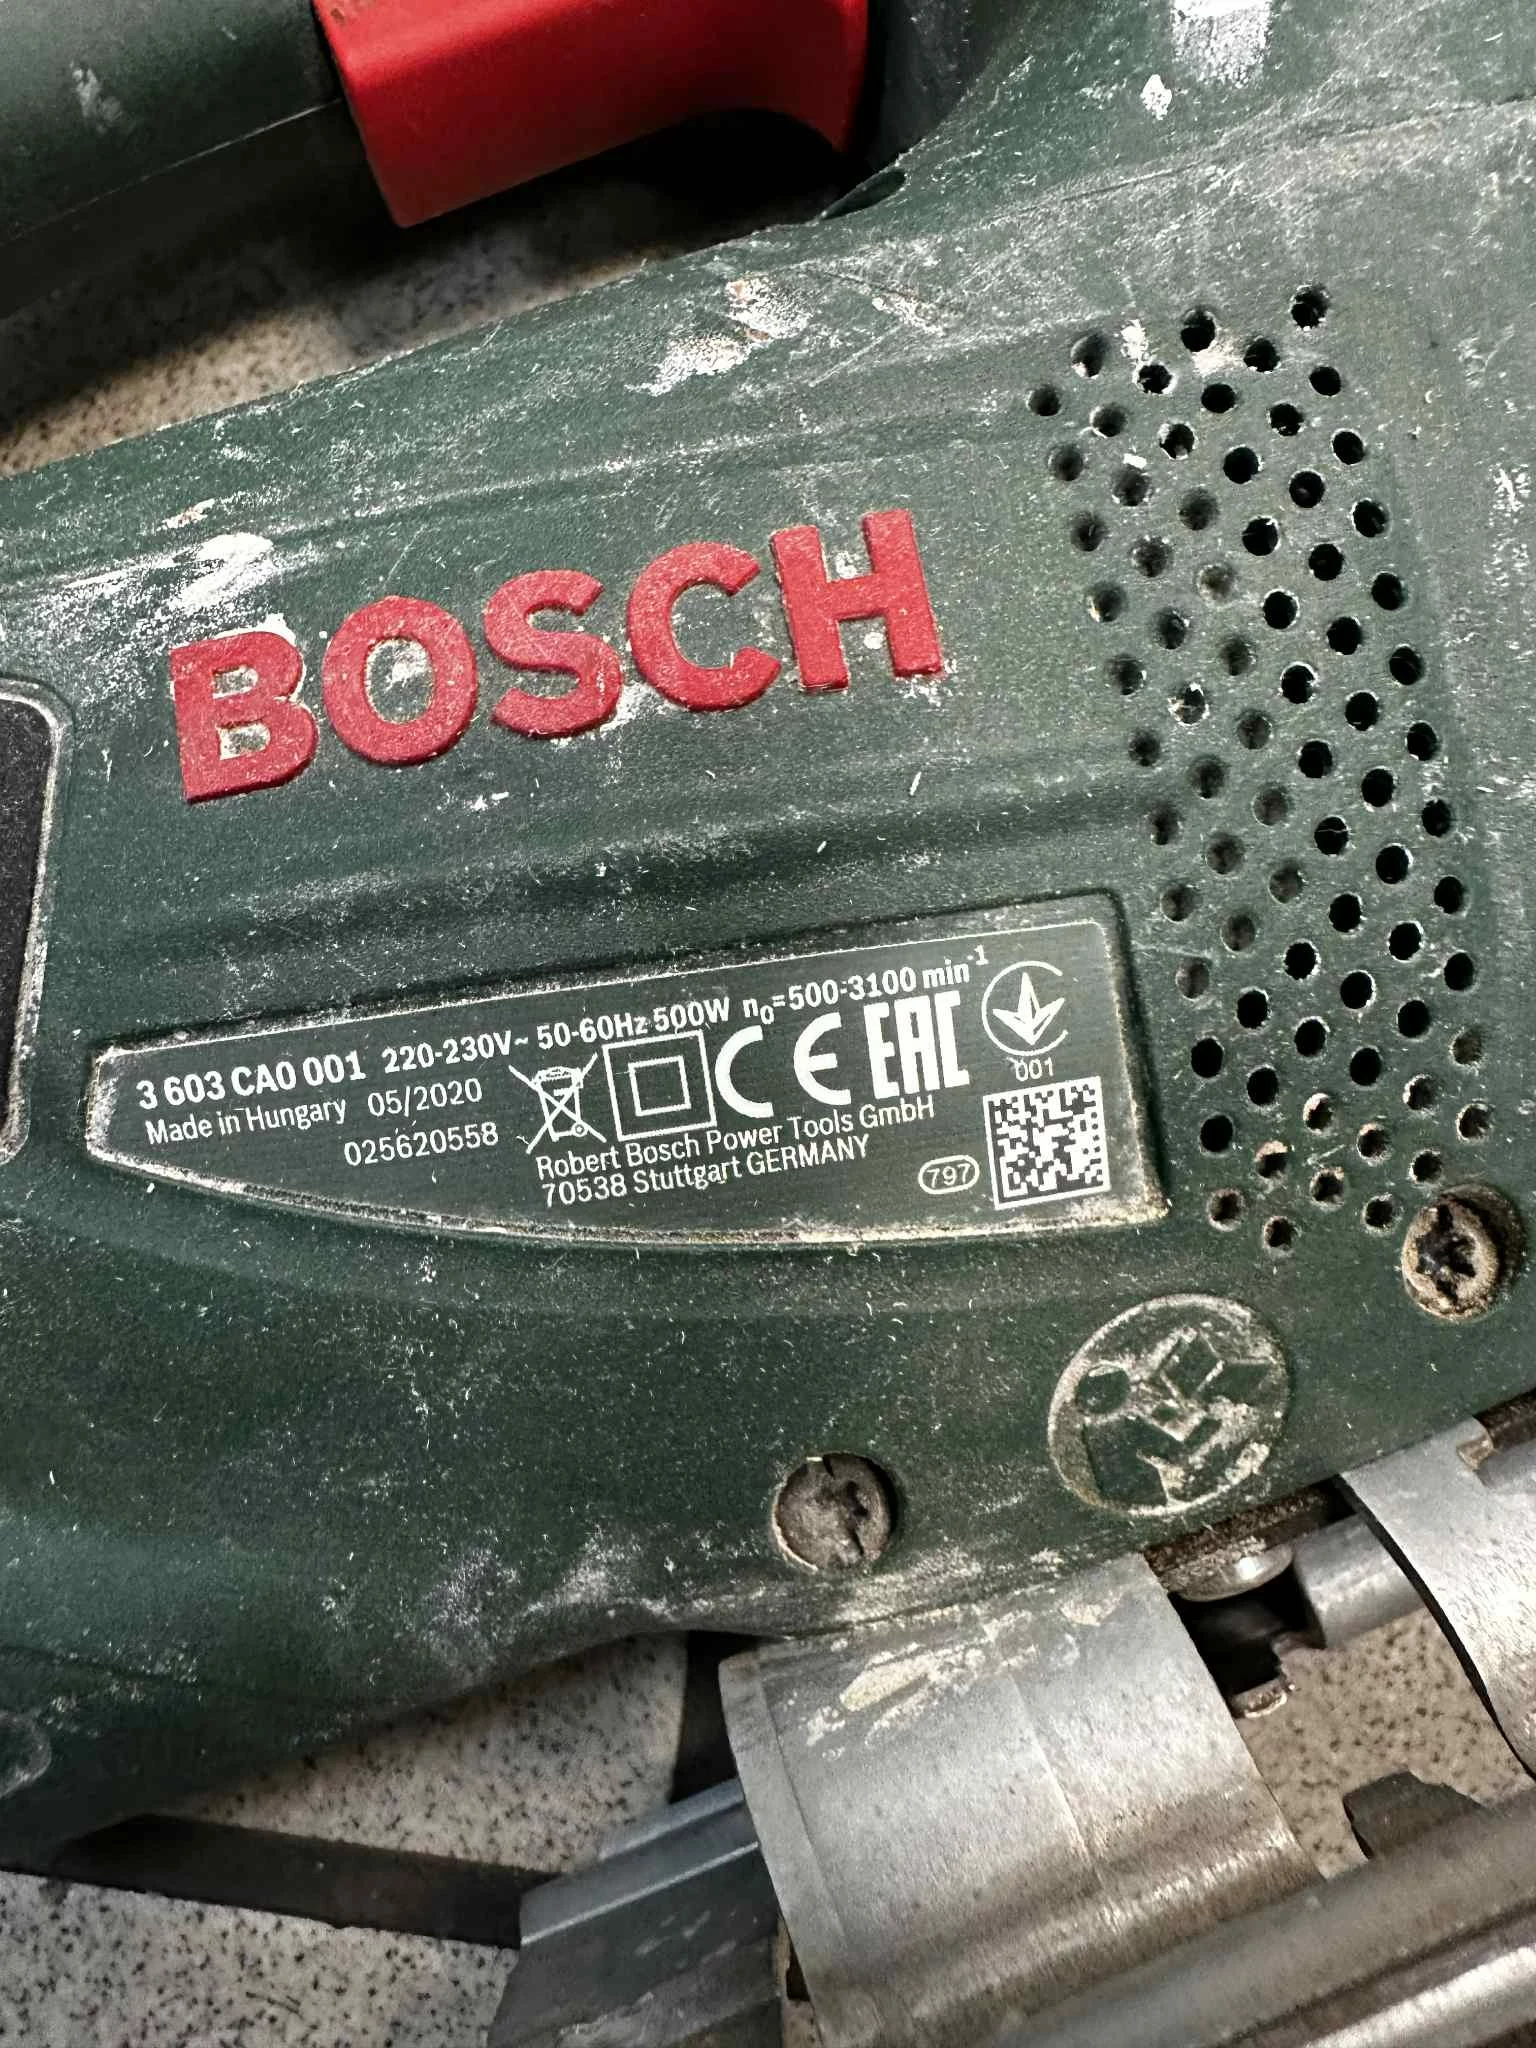 BOSCH
3 603 CA0 001 220-230V~ 50-60Hz 500W n₀=500-3100 min⁻¹
Made in Hungary 05/2020
025620558
CE EAC
001
Robert Bosch Power Tools GmbH
70538 Stuttgart GERMANY
797